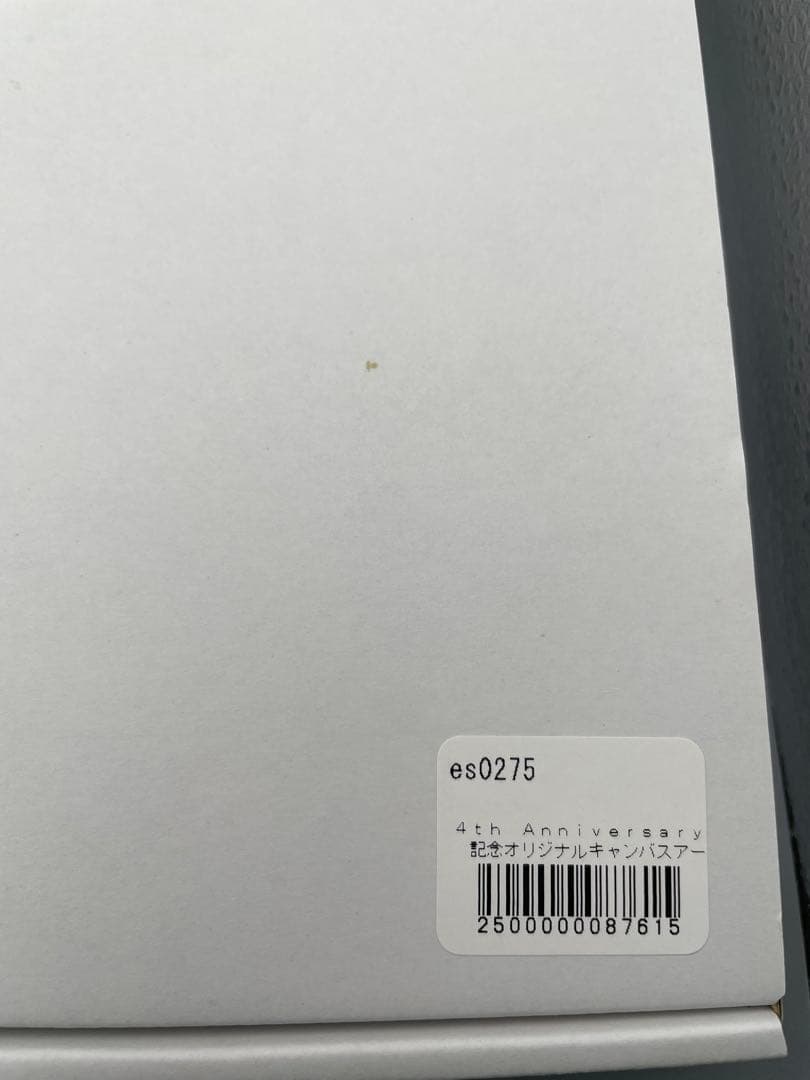 es0275
4th Anniversary
記念オリジナルキャンバスアー
2500000087615